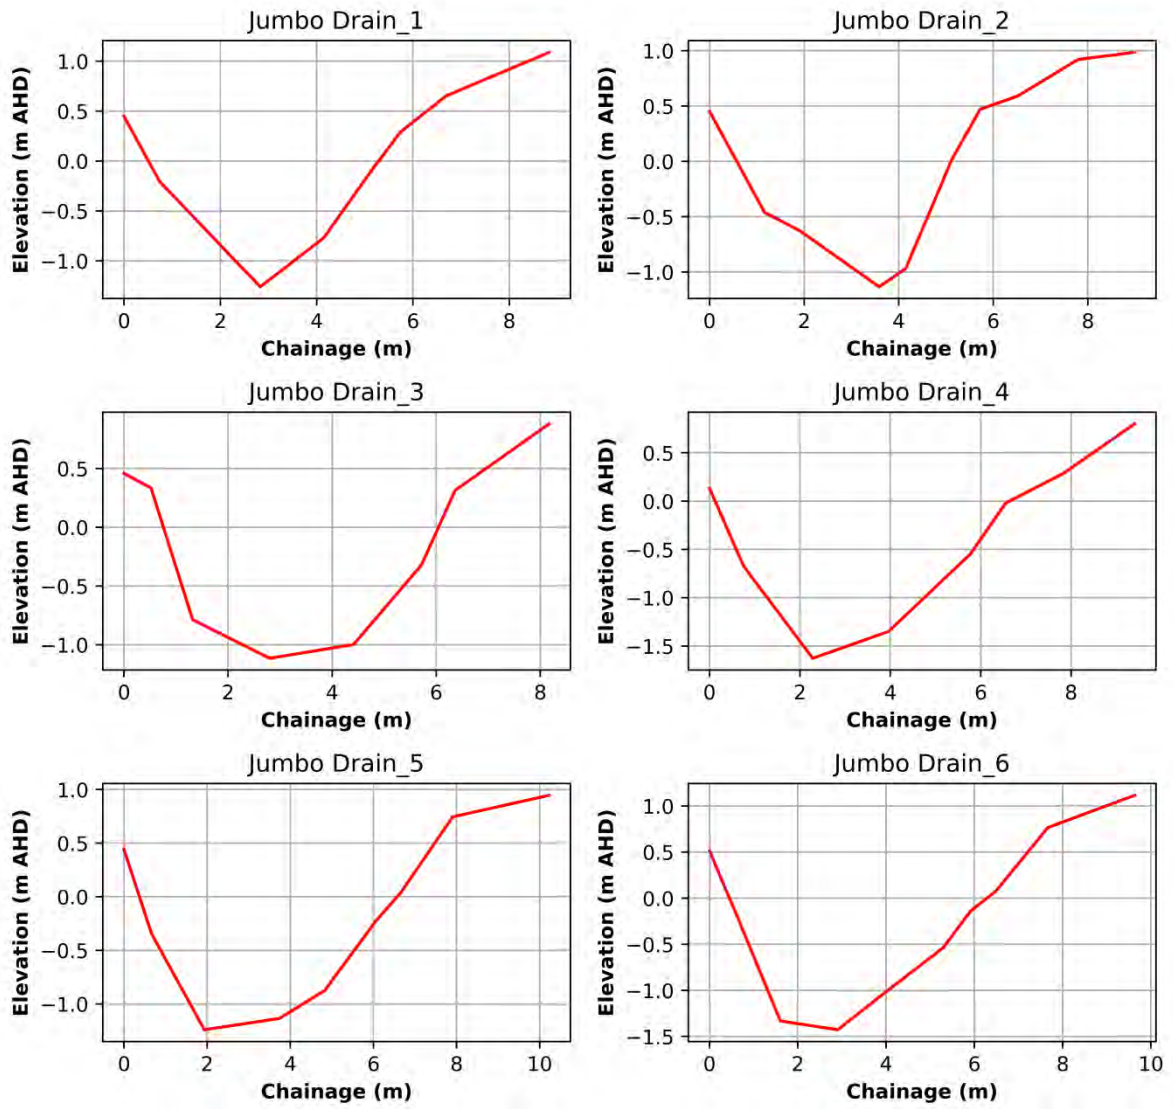 Jumbo Drain_1
Elevation (m AHD)
1.0
0.5
0.0
−0.5
−1.0
0 2 4 6 8
Chainage (m)
Jumbo Drain_2
Elevation (m AHD)
1.0
0.5
0.0
−0.5
−1.0
0 2 4 6 8
Chainage (m)
Jumbo Drain_3
Elevation (m AHD)
0.5
0.0
−0.5
−1.0
0 2 4 6 8
Chainage (m)
Jumbo Drain_4
Elevation (m AHD)
0.5
0.0
−0.5
−1.0
−1.5
0 2 4 6 8
Chainage (m)
Jumbo Drain_5
Elevation (m AHD)
1.0
0.5
0.0
−0.5
−1.0
0 2 4 6 8 10
Chainage (m)
Jumbo Drain_6
Elevation (m AHD)
1.0
0.5
0.0
−0.5
−1.0
−1.5
0 2 4 6 8 10
Chainage (m)